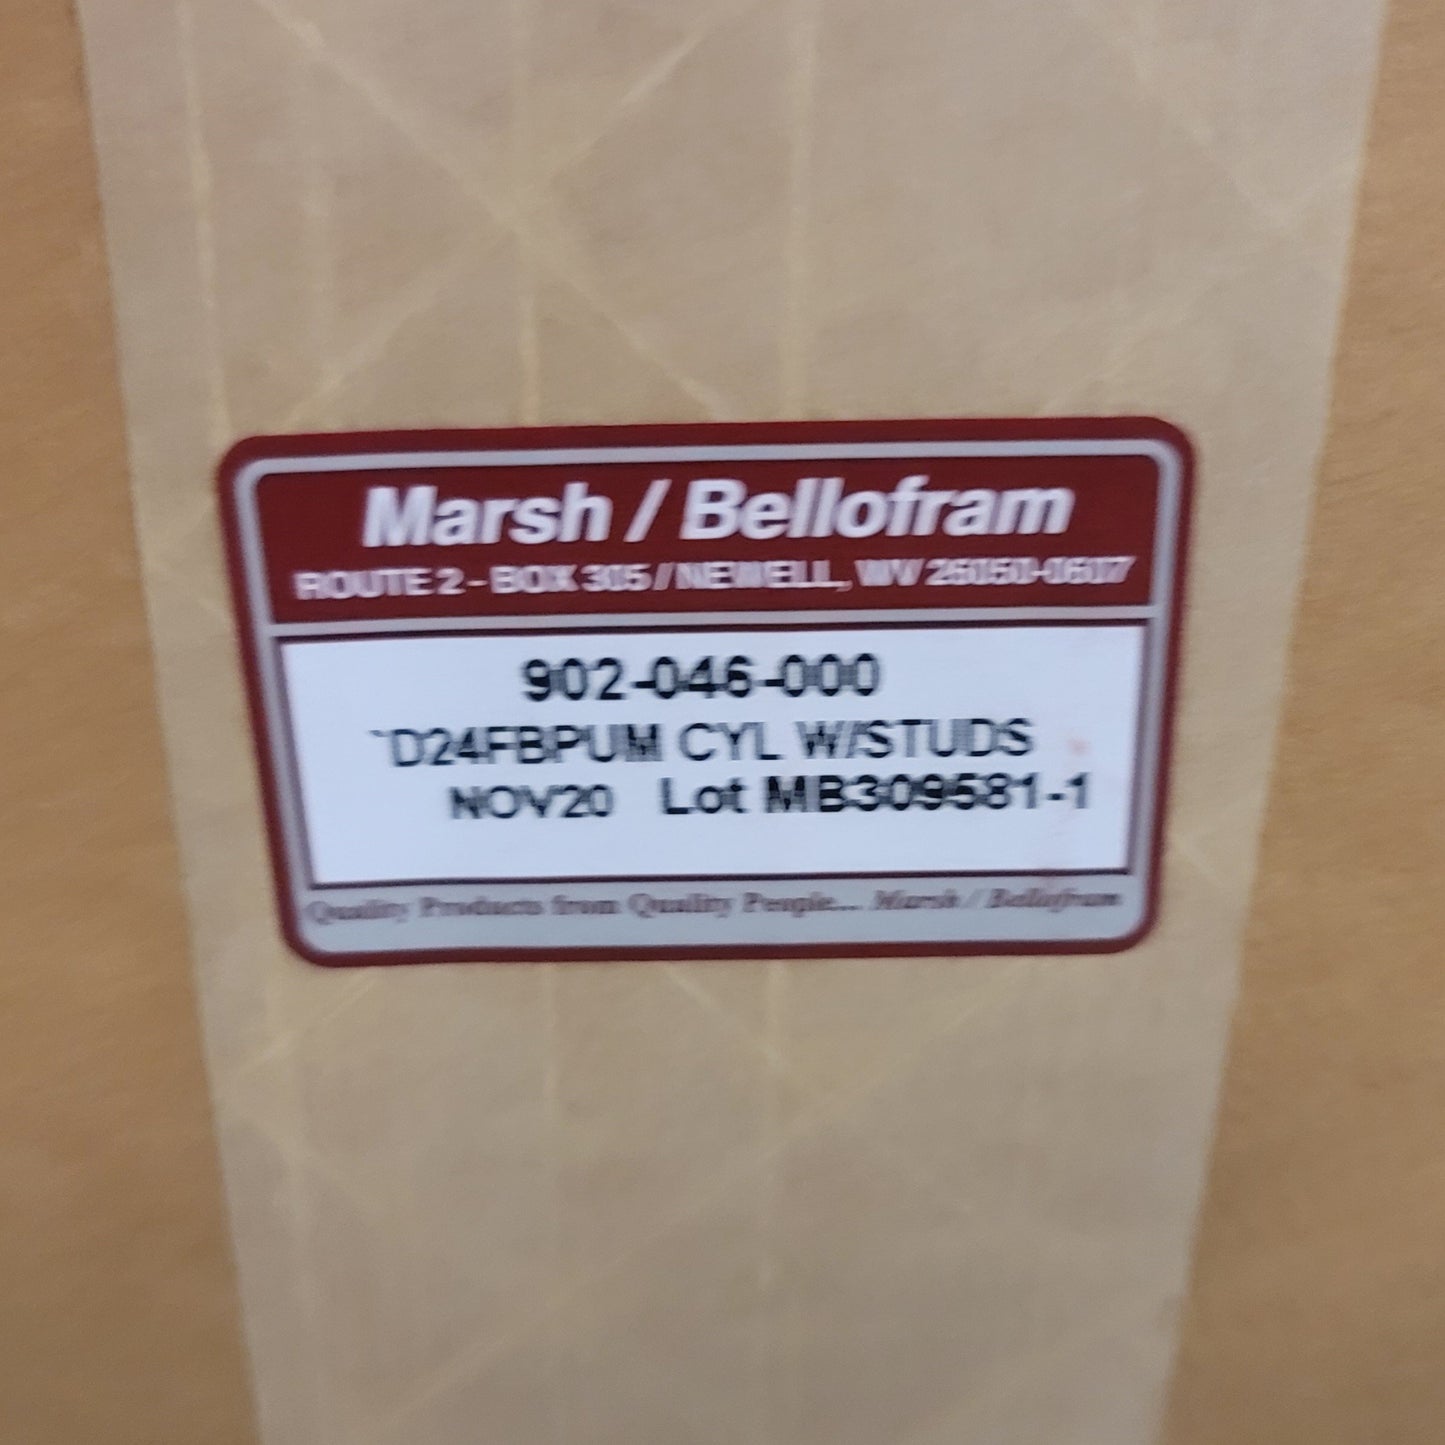 Marsh / Bellofram
ROUTE 2 - BOX 305 / NEWELL, WV 26050-0607
902-046-000
`D24FBPUM CYL W/STUDS
NOV20 Lot MB309581-1
Quality Products from Quality People... Marsh / Bellofram